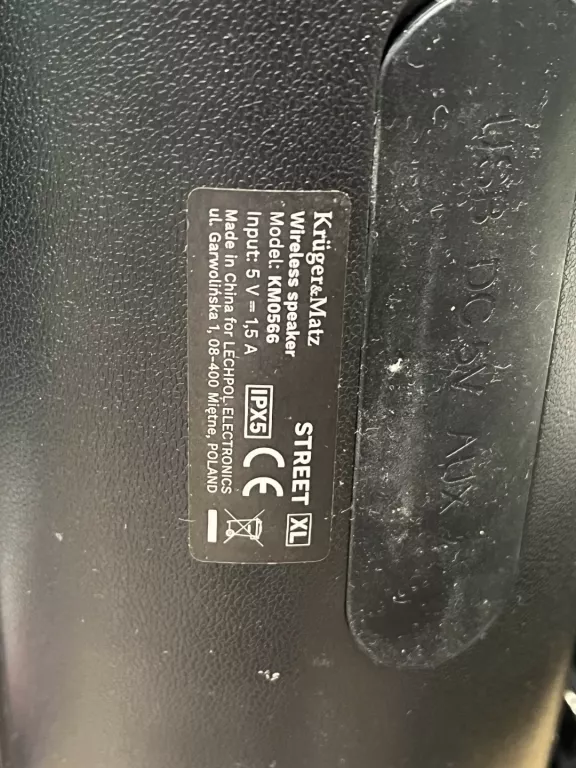 Krüger&Matz
Wireless speaker
Model: KM0566
Input: 5 V = 1,5 A
Made in China for LECHPOL ELECTRONICS
ul. Garwolińska 1, 08-400 Miętne, POLAND
STREET XL
IPX5 CE
USB DC 5V AUX